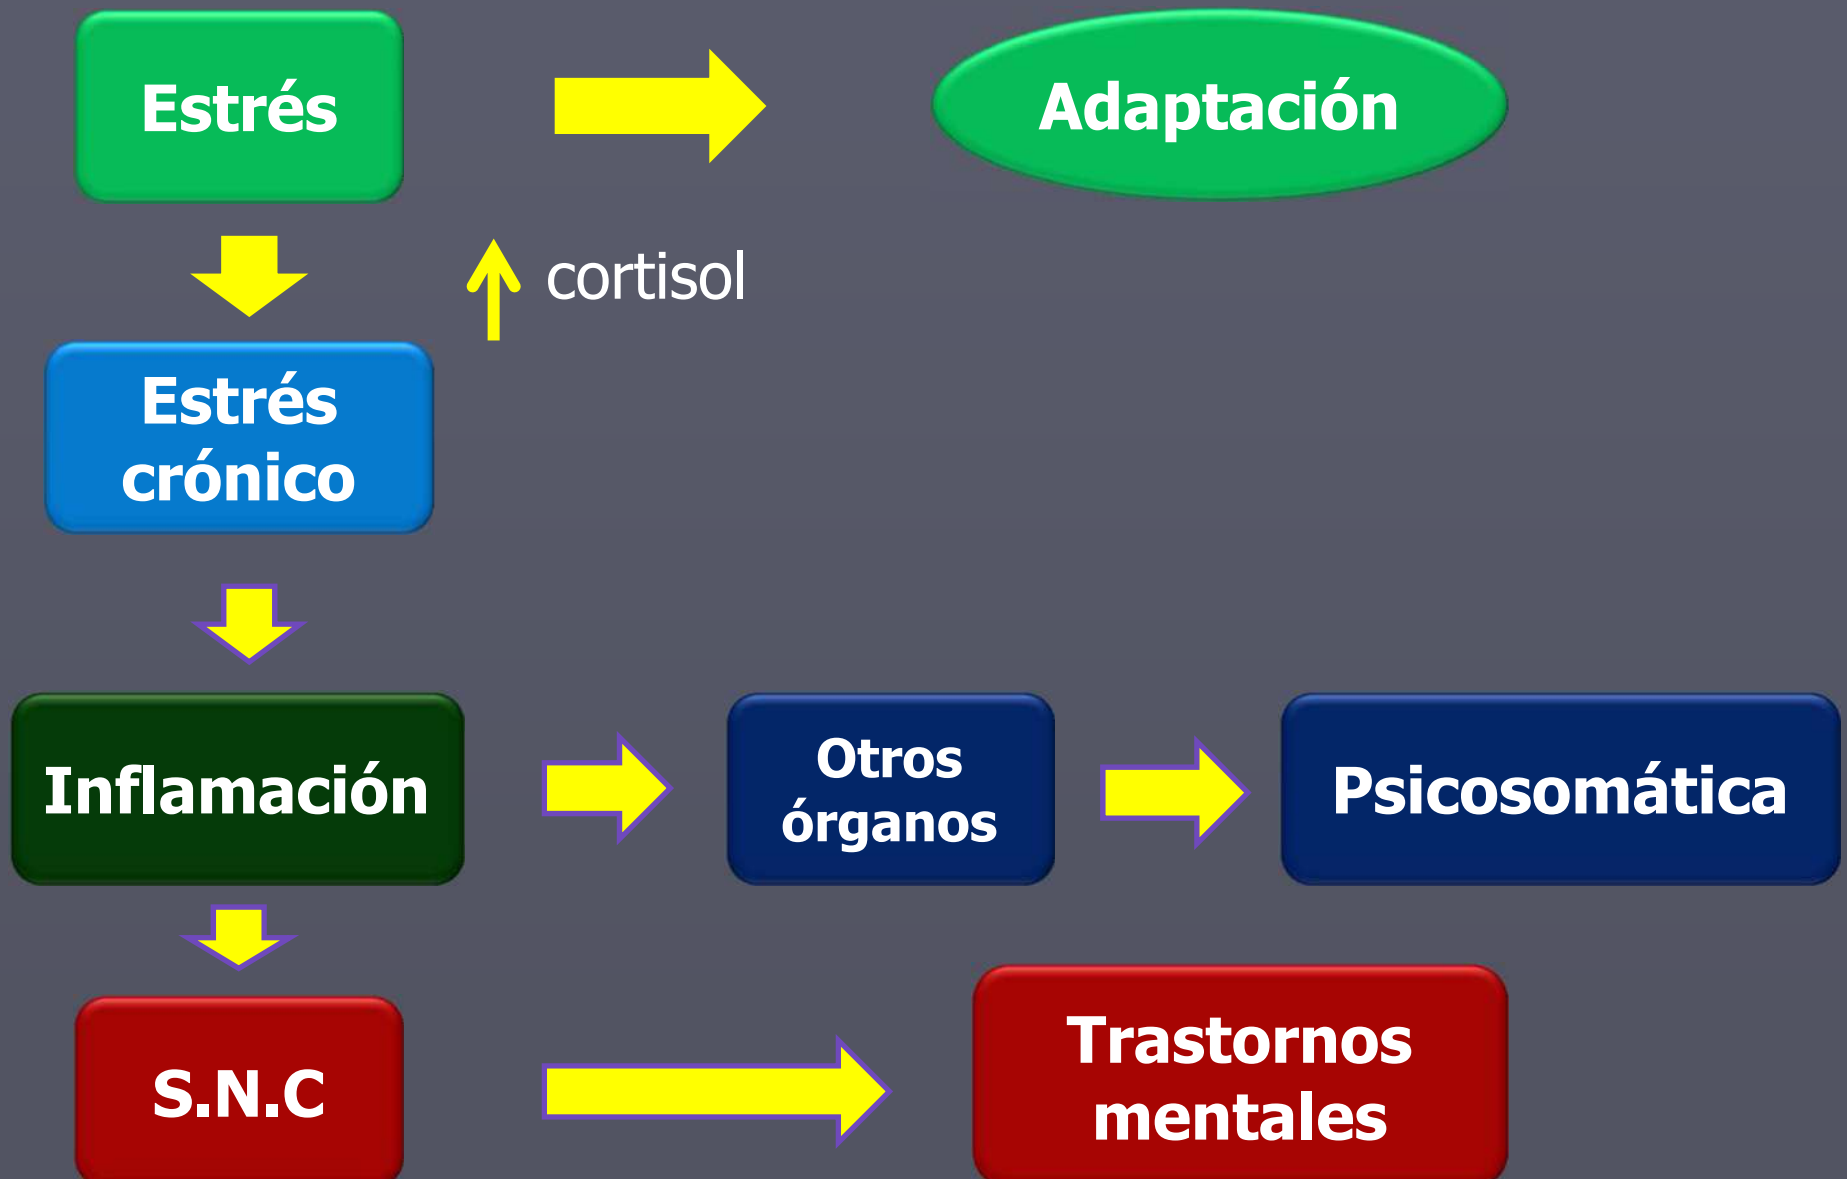 Estrés
Adaptación
cortisol
Estrés
crónico
Inflamación
Otros
órganos
Psicosomática
S.N.C
Trastornos
mentales